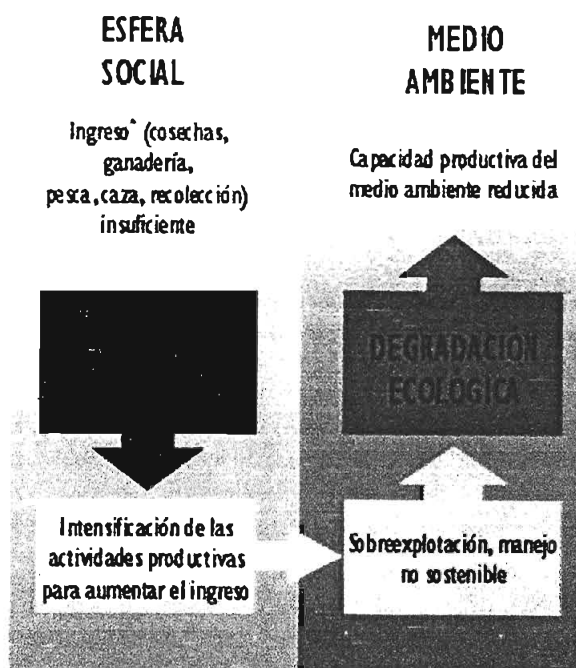 ESFERA
SOCIAL
Ingreso* (cosechas,
ganadería,
pesca, caza, recolección)
insuficiente
Intensificación de las
actividades productivas
para aumentar el ingreso
MEDIO
AMBIENTE
Capacidad productiva del
medio ambiente reducida
DEGRADACIÓN
ECOLÓGICA
Sobreexplotación, manejo
no sostenible